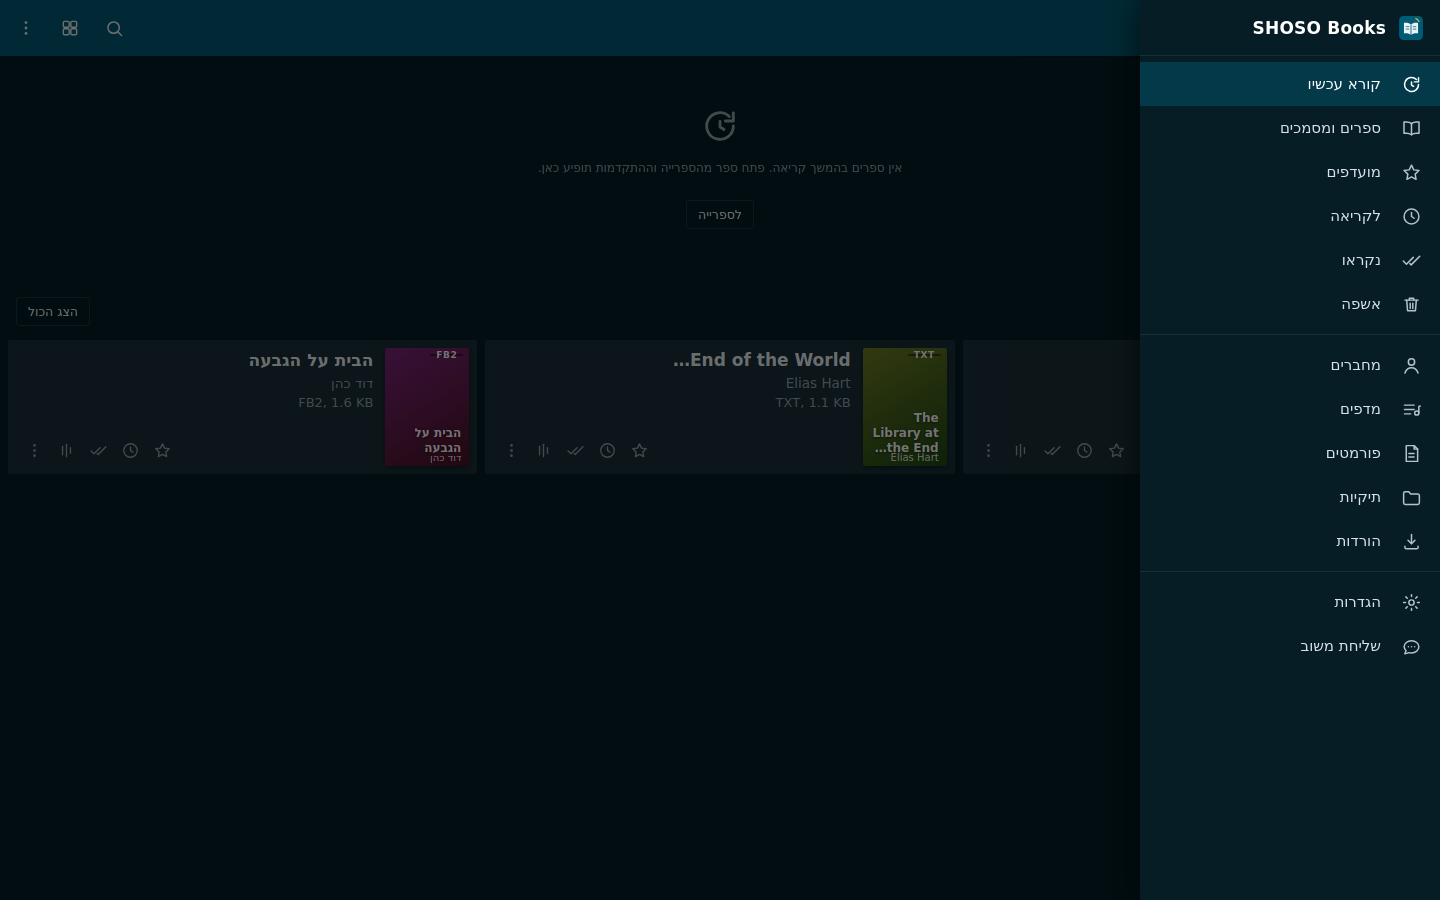 SHOSO Books
קורא עכשיו
ספרים ומסמכים
מועדפים
לקריאה
נקראו
אשפה
מחברים
מדפים
פורמטים
תיקיות
הורדות
הגדרות
שליחת משוב
אין ספרים בהמשך קריאה. פתח ספר מהספרייה וההתקדמות תופיע כאן.
לספרייה
הצג הכול
TXT
The
Library at
the End…
Elias Hart
End of the World…
Elias Hart
TXT, 1.1 KB
FB2
הבית על
הגבעה
דוד כהן
הבית על הגבעה
דוד כהן
FB2, 1.6 KB